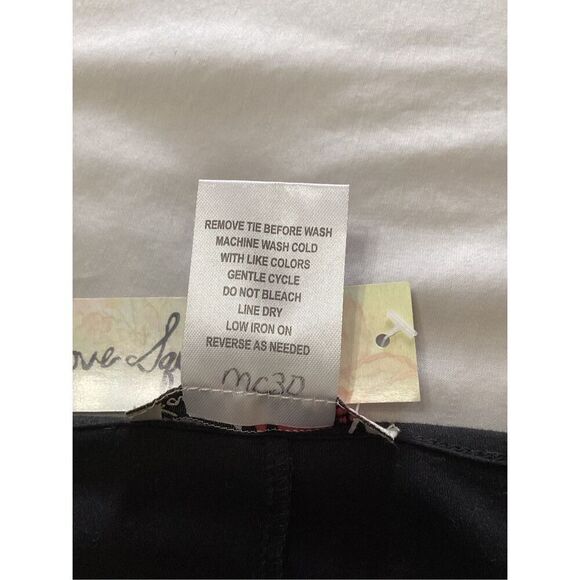 REMOVE TIE BEFORE WASH
MACHINE WASH COLD
WITH LIKE COLORS
GENTLE CYCLE
DO NOT BLEACH
LINE DRY
LOW IRON ON
REVERSE AS NEEDED
MC30